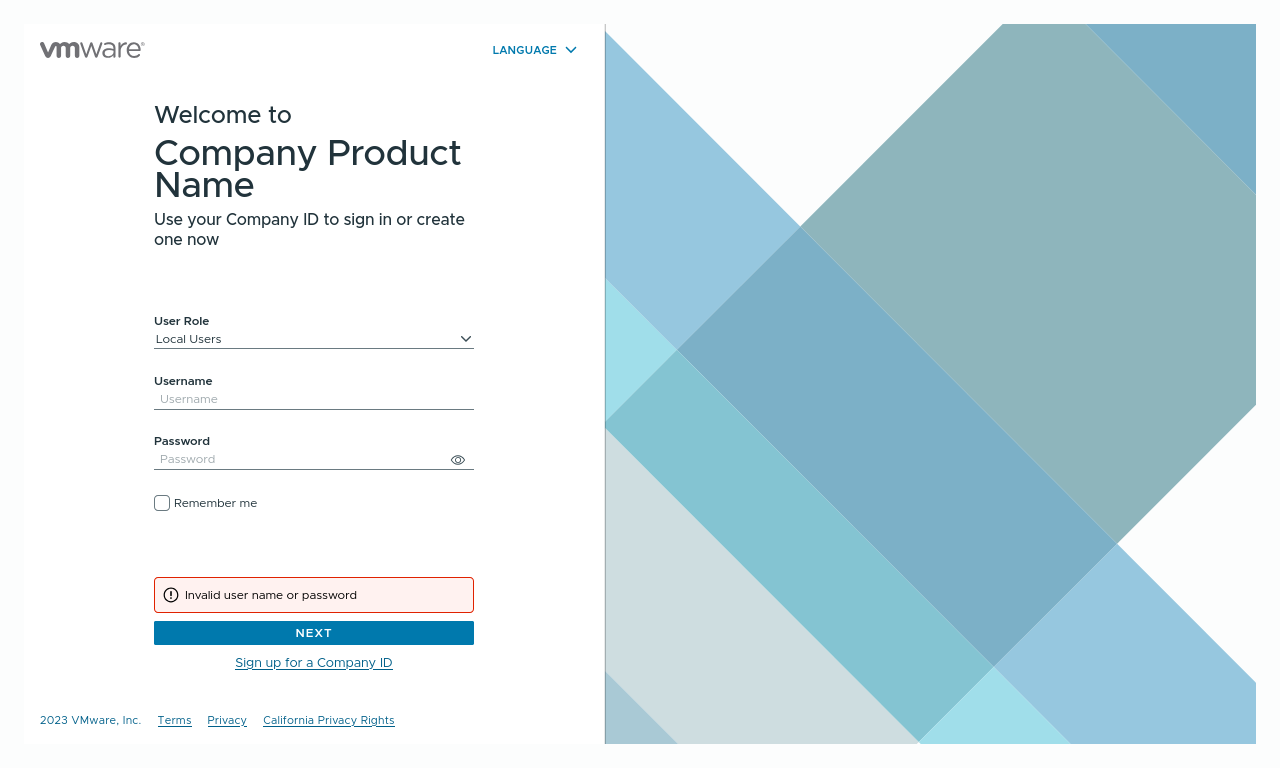 vmware®
LANGUAGE
Welcome to
Company Product
Name
Use your Company ID to sign in or create
one now
User Role
Local Users
Username
Username
Password
Password
Remember me
Invalid user name or password
NEXT
Sign up for a Company ID
2023 VMware, Inc. Terms Privacy California Privacy Rights